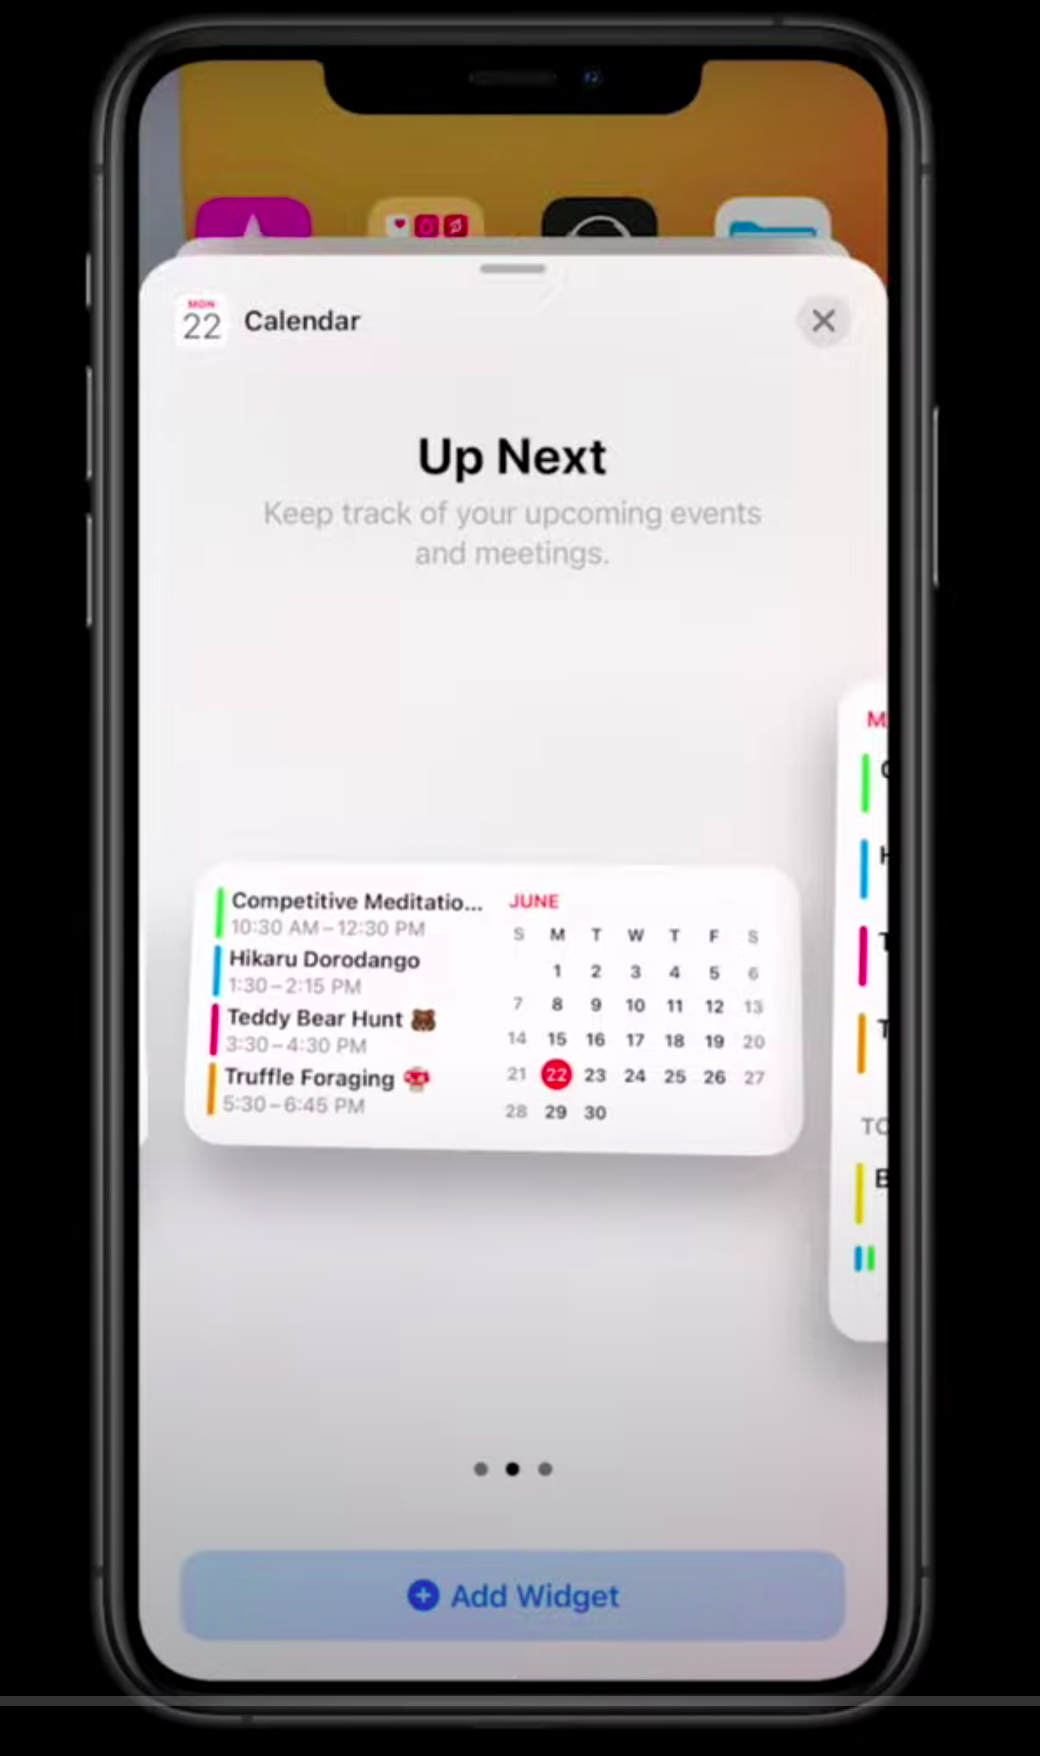 MON
22
Calendar
Up Next
Keep track of your upcoming events
and meetings.
Competitive Meditatio...
10:30 AM – 12:30 PM
Hikaru Dorodango
1:30 – 2:15 PM
Teddy Bear Hunt 🐻
3:30 – 4:30 PM
Truffle Foraging 🍄
5:30 – 6:45 PM
JUNE
S M T W T F S
1 2 3 4 5 6
7 8 9 10 11 12 13
14 15 16 17 18 19 20
21 22 23 24 25 26 27
28 29 30
M
H
T
T
TO
B
Add Widget